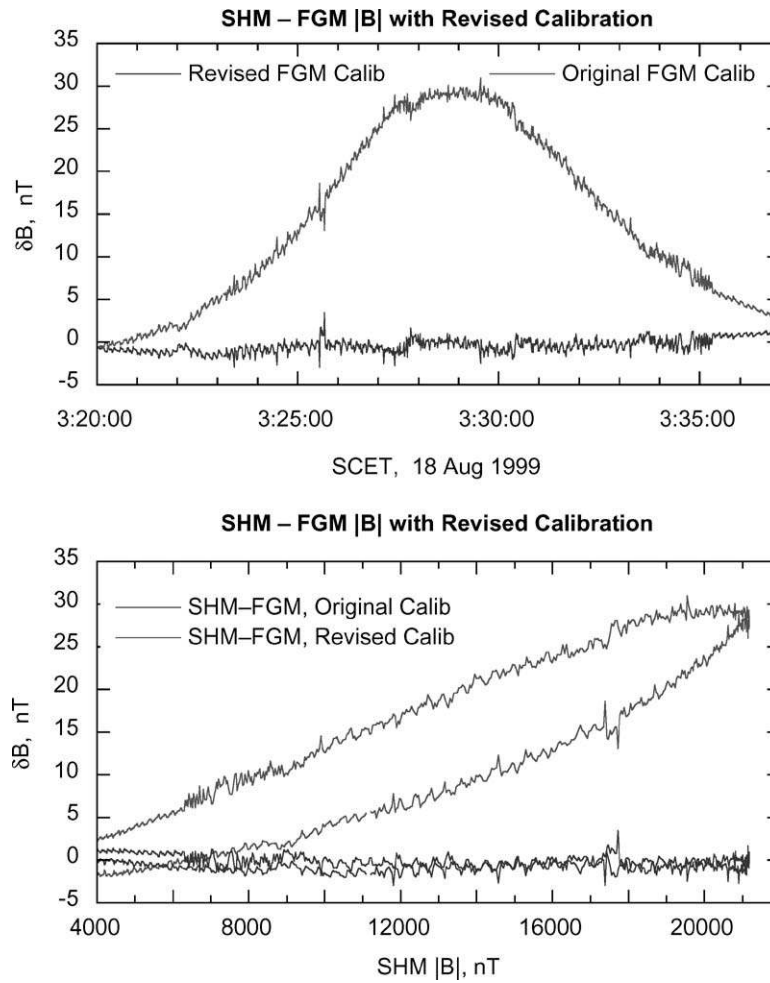 SHM – FGM |B| with Revised Calibration
35
30
25
20
15
10
5
0
-5
δB, nT
Revised FGM Calib
Original FGM Calib
3:20:00 3:25:00 3:30:00 3:35:00
SCET, 18 Aug 1999
SHM – FGM |B| with Revised Calibration
35
30
25
20
15
10
5
0
-5
δB, nT
SHM–FGM, Original Calib
SHM–FGM, Revised Calib
4000 8000 12000 16000 20000
SHM |B|, nT